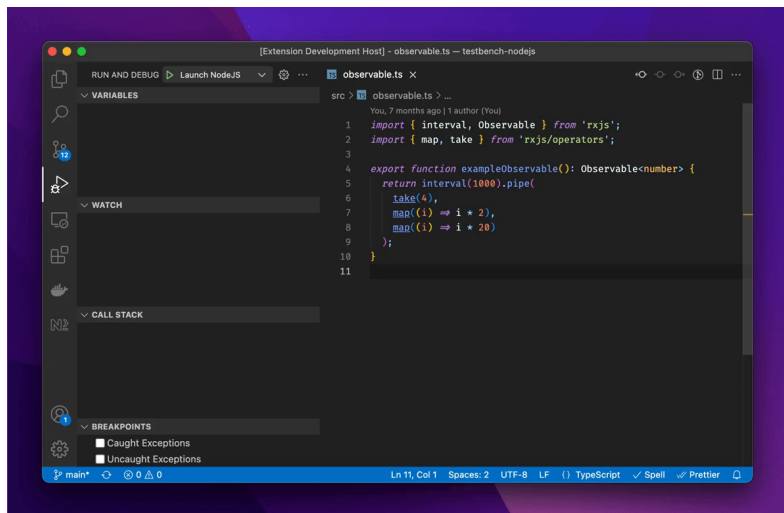 [Extension Development Host] - observable.ts — testbench-nodejs
RUN AND DEBUG Launch NodeJS
observable.ts
VARIABLES
src > observable.ts > ...
You, 7 months ago | 1 author (You)
1 import { interval, Observable } from 'rxjs';
2 import { map, take } from 'rxjs/operators';
3
4 export function exampleObservable(): Observable<number> {
5 return interval(1000).pipe(
6 take(4),
7 map((i) ⇒ i * 2),
8 map((i) ⇒ i * 20)
9 );
10 }
11
12
WATCH
CALL STACK
1
BREAKPOINTS
Caught Exceptions
Uncaught Exceptions
main* 0 0 Ln 11, Col 1 Spaces: 2 UTF-8 LF {} TypeScript Spell Prettier